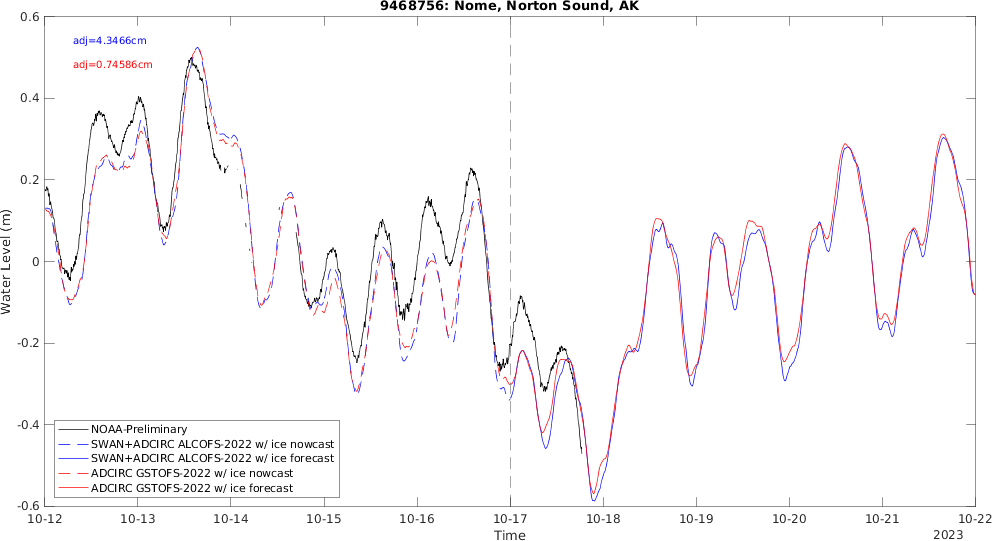 9468756: Nome, Norton Sound, AK
adj=4.3466cm
adj=0.74586cm
0.6
0.4
0.2
0
-0.2
-0.4
-0.6
Water Level (m)
NOAA-Preliminary
SWAN+ADCIRC ALCOFS-2022 w/ ice nowcast
SWAN+ADCIRC ALCOFS-2022 w/ ice forecast
ADCIRC GSTOFS-2022 w/ ice nowcast
ADCIRC GSTOFS-2022 w/ ice forecast
10-12 10-13 10-14 10-15 10-16 10-17 10-18 10-19 10-20 10-21 10-22
Time
2023